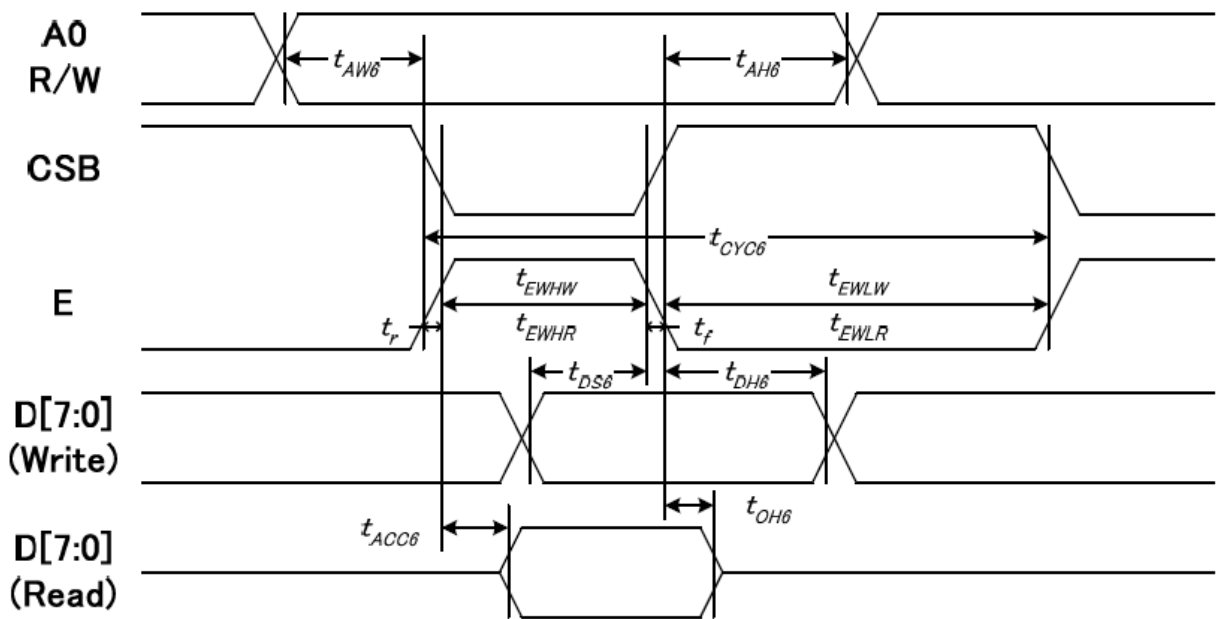 A0
R/W
t_AW6
t_AH6
CSB
t_CYC6
E
t_EWHW
t_EWLW
t_r
t_EWHR
t_f
t_EWLR
t_DS6
t_DH6
D[7:0]
(Write)
t_ACC6
t_OH6
D[7:0]
(Read)